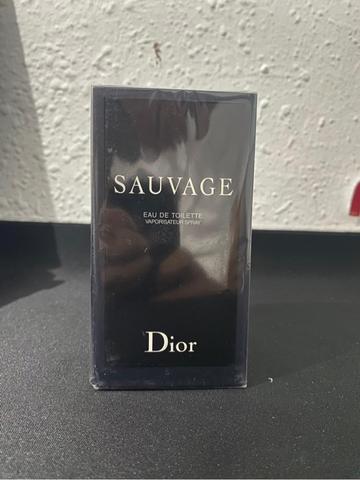 SAUVAGE
EAU DE TOILETTE
VAPORISATEUR SPRAY
Dior